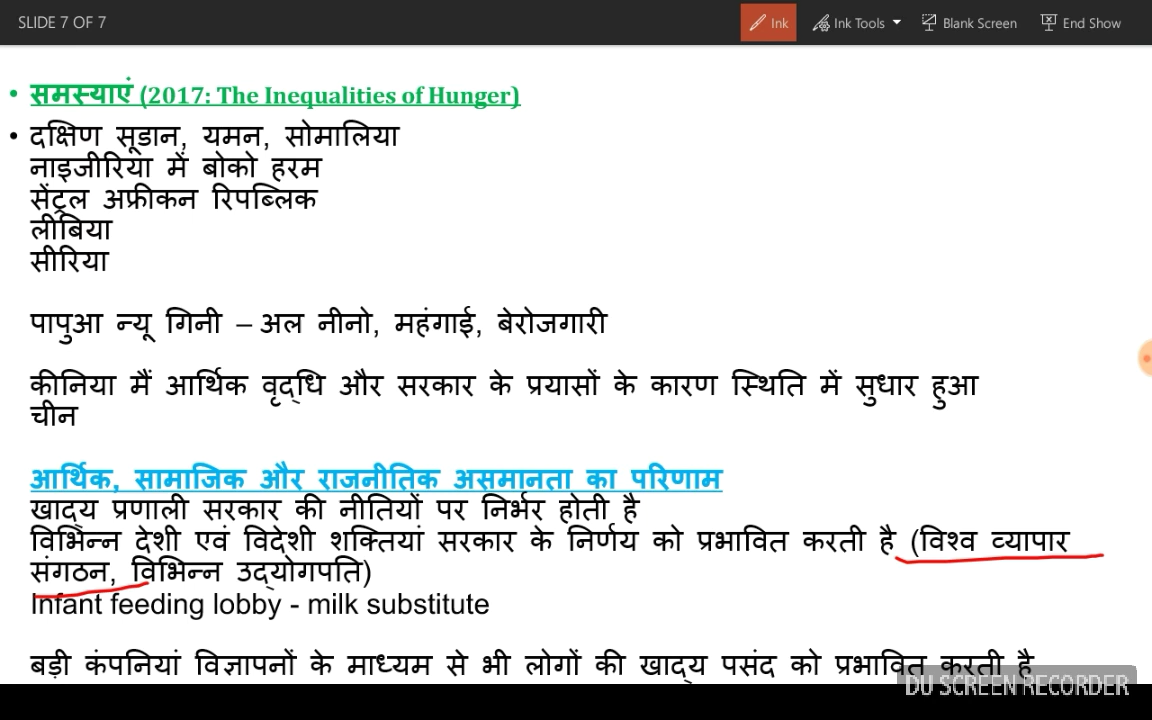 SLIDE 7 OF 7
Ink
Ink Tools
Blank Screen
End Show
• समस्याएं (2017: The Inequalities of Hunger)
• दक्षिण सूडान, यमन, सोमालिया
नाइजीरिया में बोको हरम
सेंट्रल अफ्रीकन रिपब्लिक
लीबिया
सीरिया
पापुआ न्यू गिनी – अल नीनो, महंगाई, बेरोजगारी
कीनिया मैं आर्थिक वृद्धि और सरकार के प्रयासों के कारण स्थिति में सुधार हुआ
चीन
आर्थिक, सामाजिक और राजनीतिक असमानता का परिणाम
खाद्य प्रणाली सरकार की नीतियों पर निर्भर होती है
विभिन्न देशी एवं विदेशी शक्तियां सरकार के निर्णय को प्रभावित करती है (विश्व व्यापार
संगठन, विभिन्न उद्योगपति)
Infant feeding lobby - milk substitute
बड़ी कंपनियां विज्ञापनों के माध्यम से भी लोगों की खाद्य पसंद को प्रभावित करती है
DU SCREEN RECORDER